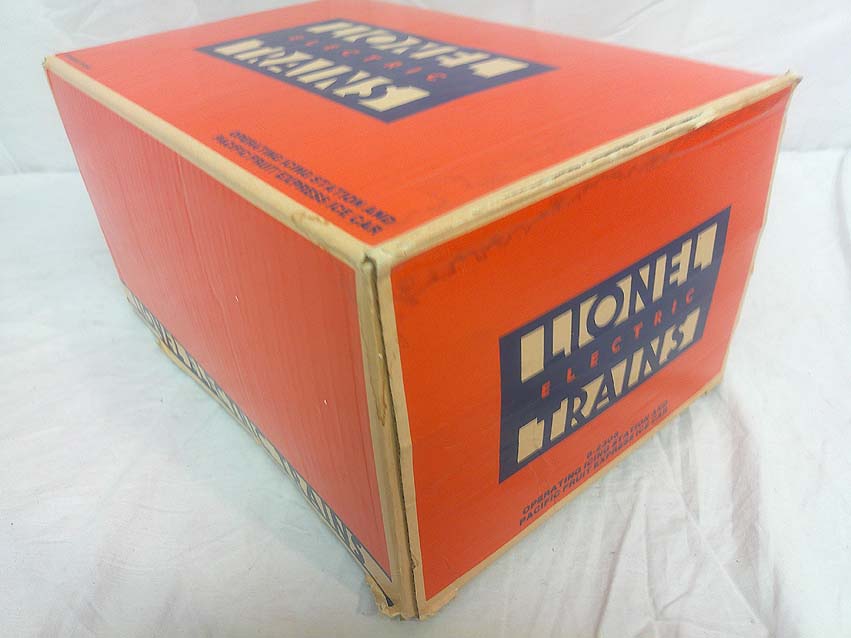 LIONEL
ELECTRIC
TRAINS
OPERATING ICING STATION AND
PACIFIC FRUIT EXPRESS ICE CAR
LIONEL
ELECTRIC
TRAINS
OPERATING ICING STATION AND
PACIFIC FRUIT EXPRESS ICE CAR
TRAINS